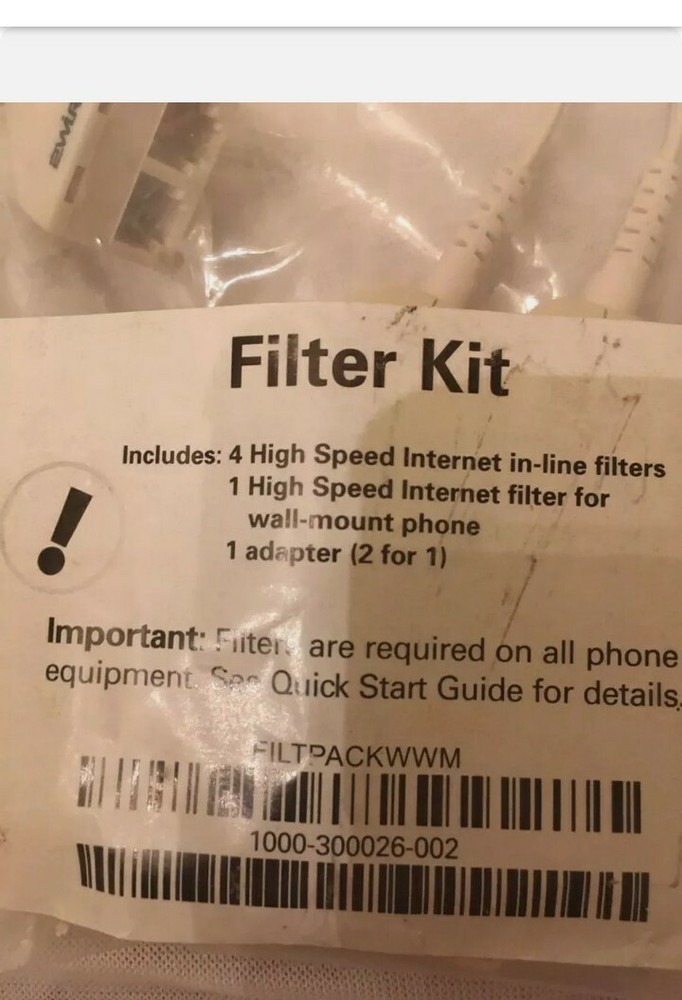 2WIR
Filter Kit
Includes: 4 High Speed Internet in-line filters
1 High Speed Internet filter for
wall-mount phone
1 adapter (2 for 1)
Important: Filters are required on all phone
equipment. See Quick Start Guide for details.
FILTPACKWWM
1000-300026-002